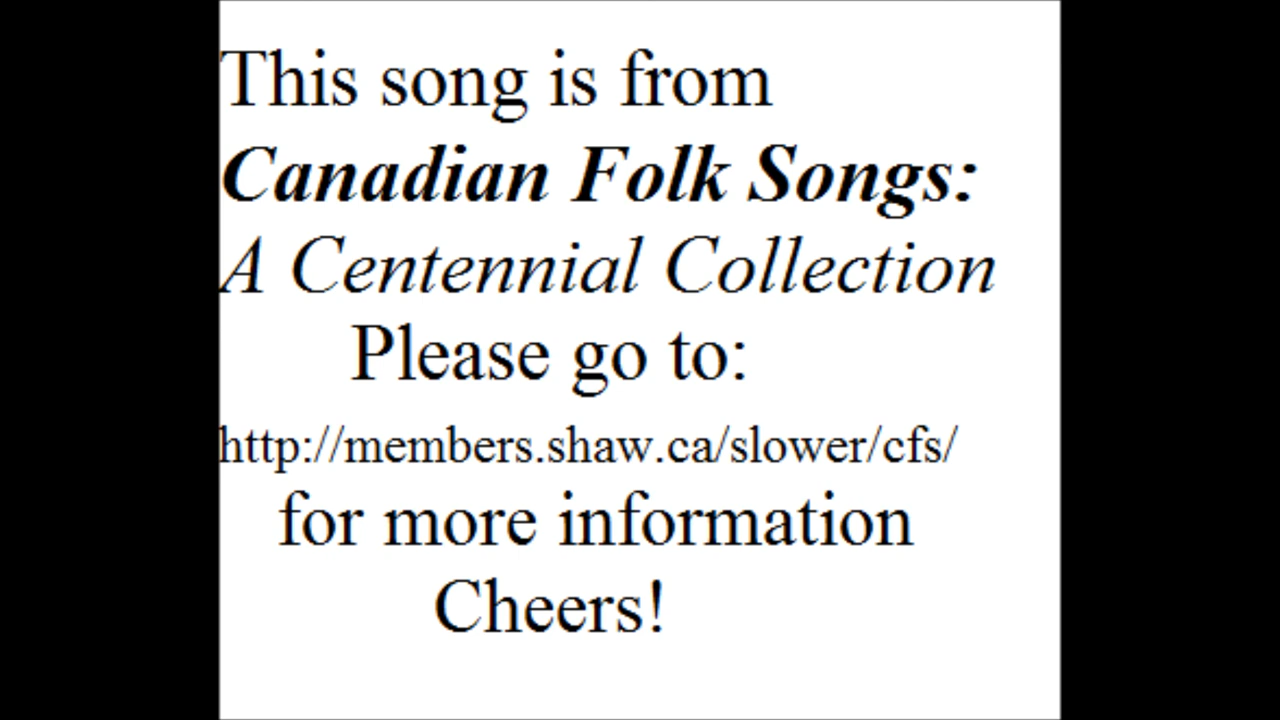 This song is from
Canadian Folk Songs:
A Centennial Collection
Please go to:
http://members.shaw.ca/slower/cfs/
for more information
Cheers!